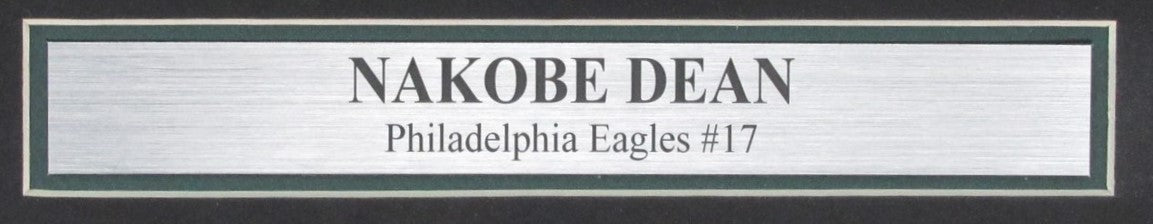 NAKOBE DEAN
Philadelphia Eagles #17